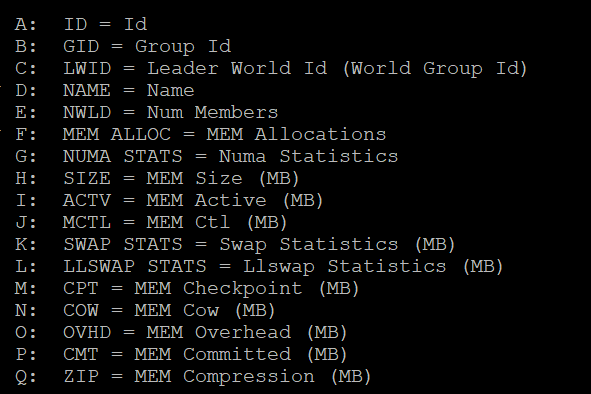 A: ID = Id
B: GID = Group Id
C: LWID = Leader World Id (World Group Id)
D: NAME = Name
E: NWLD = Num Members
F: MEM ALLOC = MEM Allocations
G: NUMA STATS = Numa Statistics
H: SIZE = MEM Size (MB)
I: ACTV = MEM Active (MB)
J: MCTL = MEM Ctl (MB)
K: SWAP STATS = Swap Statistics (MB)
L: LLSWAP STATS = Llswap Statistics (MB)
M: CPT = MEM Checkpoint (MB)
N: COW = MEM Cow (MB)
O: OVHD = MEM Overhead (MB)
P: CMT = MEM Committed (MB)
Q: ZIP = MEM Compression (MB)